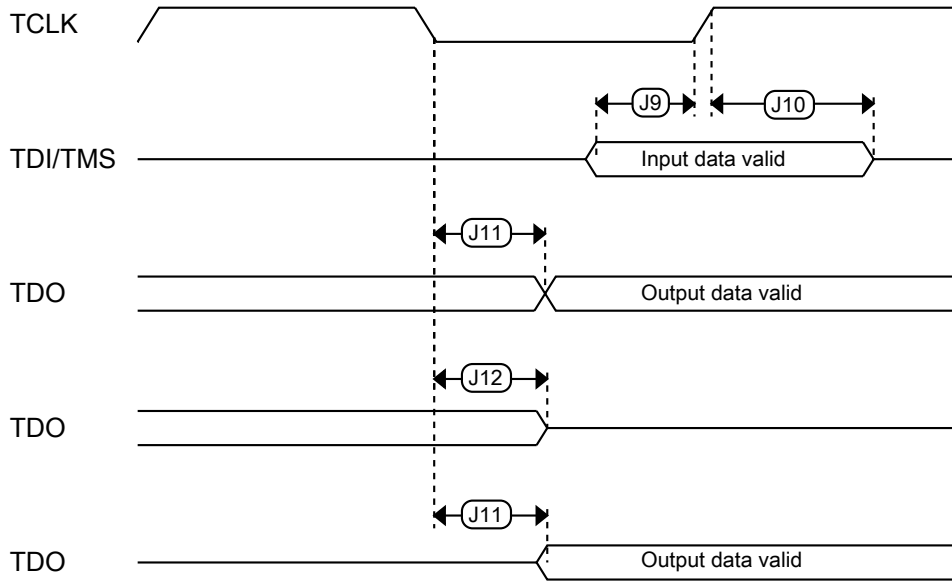 TCLK
J9
J10
TDI/TMS
Input data valid
J11
TDO
Output data valid
J12
TDO
J11
TDO
Output data valid